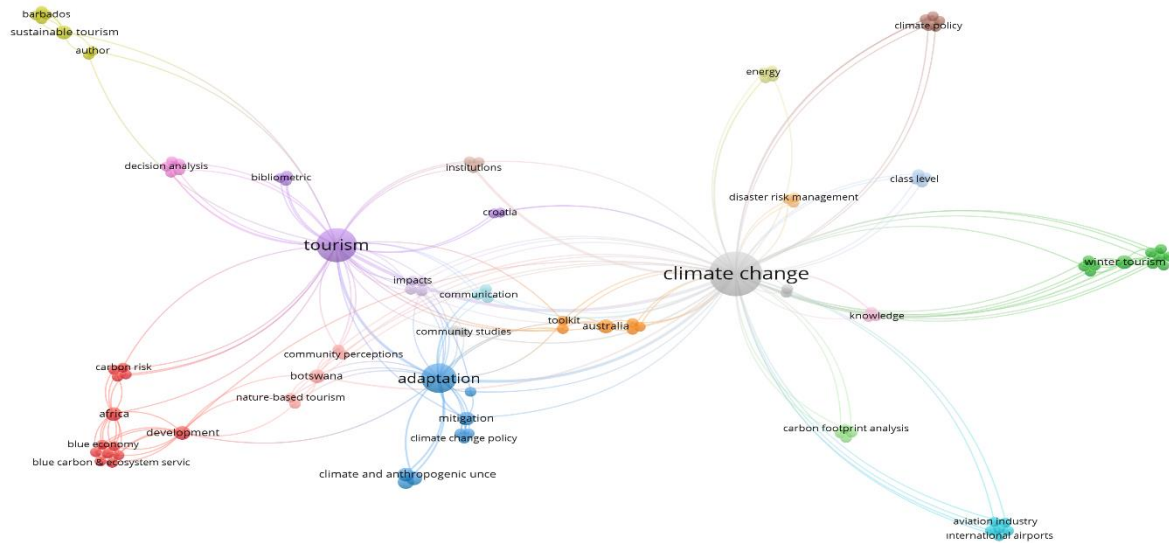 barbados
sustainable tourism
author
climate policy
energy
decision analysis
bibliometric
institutions
class level
disaster risk management
croatia
tourism
winter tourism
climate change
impacts
communication
knowledge
toolkit
australia
community studies
community perceptions
carbon risk
botswana
adaptation
nature-based tourism
africa
mitigation
development
carbon footprint analysis
climate change policy
blue economy
blue carbon & ecosystem servic
climate and anthropogenic unce
aviation industry
international airports